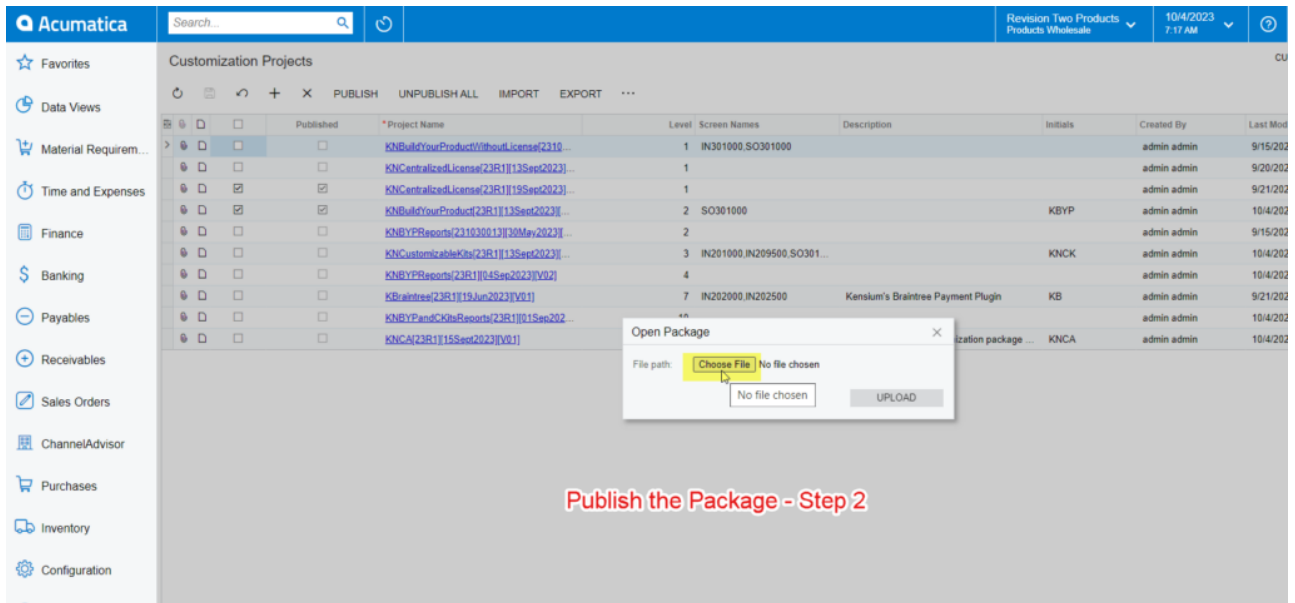 Acumatica
Search...
Revision Two Products
Products Wholesale
10/4/2023
7:17 AM
Favorites
Data Views
Material Requirem...
Time and Expenses
Finance
Banking
Payables
Receivables
Sales Orders
ChannelAdvisor
Purchases
Inventory
Configuration
Customization Projects
CU
PUBLISH UNPUBLISH ALL IMPORT EXPORT ...
Published *Project Name Level Screen Names Description Initials Created By Last Mod
KNBuildYourProductWithoutLicense[2310... 1 IN301000,SO301000 admin admin 9/15/202
KNCentralizedLicense[23R1][13Sept2023]... 1 admin admin 9/20/202
KNCentralizedLicense[23R1][19Sept2023]... 1 admin admin 9/21/202
KNBuildYourProduct[23R1][13Sept2023][... 2 SO301000 KBYP admin admin 10/4/202
KNBYPReports[231030013][30May2023][... 2 admin admin 9/15/202
KNCustomizableKits[23R1][13Sept2023][... 3 IN201000,IN209500,SO301... KNCK admin admin 10/4/202
KNBYPReports[23R1][04Sep2023][V02] 4 admin admin 10/4/202
KBraintree[23R1][19Jun2023][V01] 7 IN202000,IN202500 Kensium's Braintree Payment Plugin KB admin admin 9/21/202
KNBYPandCKitsReports[23R1][01Sep202... admin admin 10/4/202
KNCA[23R1][15Sept2023][V01] ization package ... KNCA admin admin 10/4/202
Open Package
File path: Choose File No file chosen
No file chosen
UPLOAD
Publish the Package - Step 2